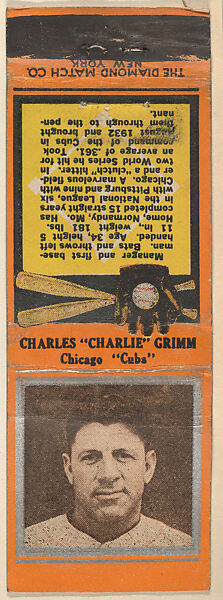 THE DIAMOND MATCH CO.
NEW YORK
Manager and first base-
man. Bats and throws left
handed. Age 34, height 5
11 in., weight 181 lbs.
Home, Normandy, Mo. Has
completed 15 straight years
in the National League, six
with Pittsburgh and nine with
Chicago. A marvelous field-
er and a "clutch" hitter. In
two World Series he hit for
an average of .361. Took
Command of the Cubs in
August 1932 and brought
them through to the pen-
nant.
CHARLES "CHARLIE" GRIMM
Chicago "Cubs"